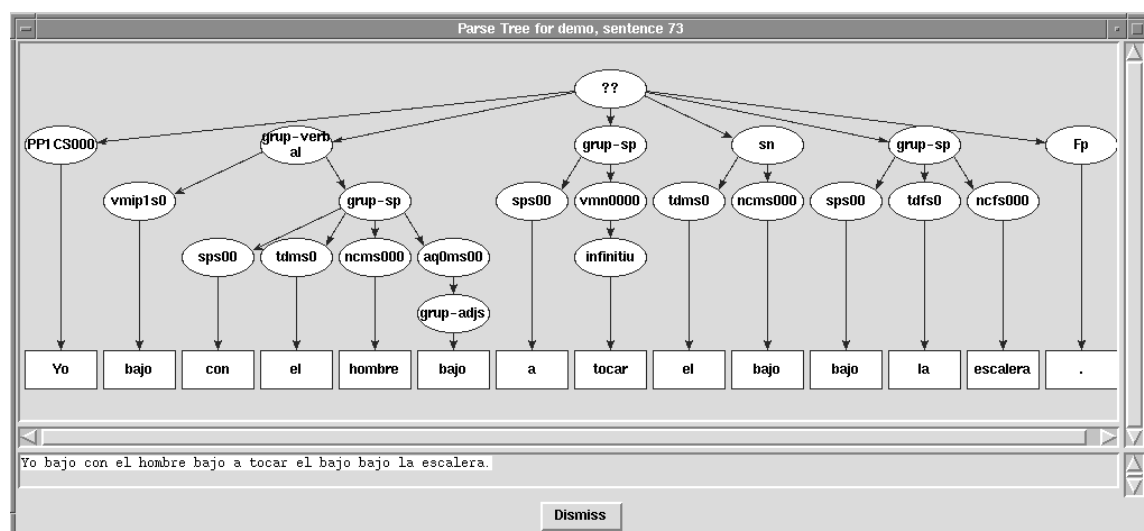 Parse Tree for demo, sentence 73
??
PP1CS000 grup-verb
al grup-sp sn grup-sp Fp
vmip1s0 grup-sp sps00 vmn0000 tdms0 ncms000 sps00 tdfs0 ncfs000
sps00 tdms0 ncms000 aq0ms00 infinitiu
grup-adjs
Yo bajo con el hombre bajo a tocar el bajo bajo la escalera .
Yo bajo con el hombre bajo a tocar el bajo bajo la escalera.
Dismiss